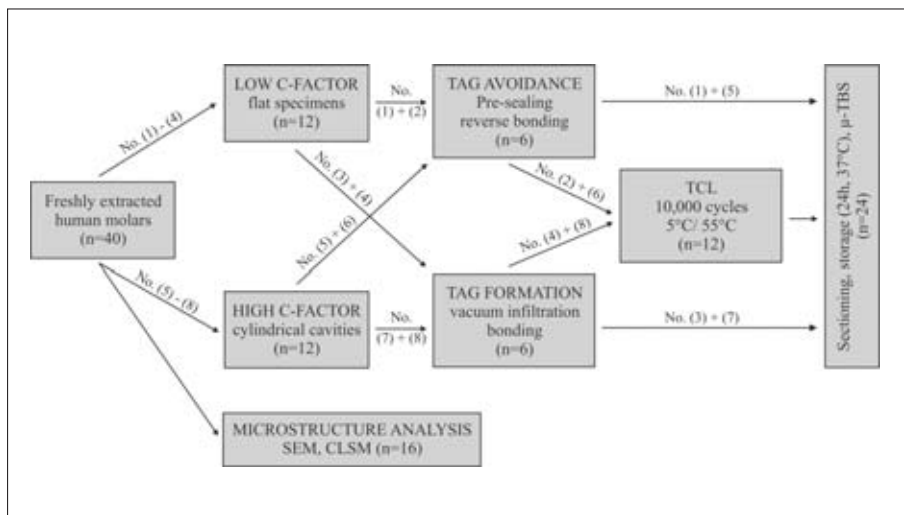 LOW C-FACTOR
flat specimens
(n=12)
No.
(1) + (2)
TAG AVOIDANCE
Pre-sealing
reverse bonding
(n=6)
No. (1) + (5)
No. (1) - (4)
No. (3) + (4)
No. (2) + (6)
Freshly extracted
human molars
(n=40)
TCL
10,000 cycles
5°C/ 55°C
(n=12)
Sectioning, storage (24h, 37°C), μ-TBS
(n=24)
No. (5) + (6)
No. (4) + (8)
No. (5) - (8)
HIGH C-FACTOR
cylindrical cavities
(n=12)
No.
(7) + (8)
TAG FORMATION
vacuum infiltration
bonding
(n=6)
No. (3) + (7)
MICROSTRUCTURE ANALYSIS
SEM, CLSM (n=16)